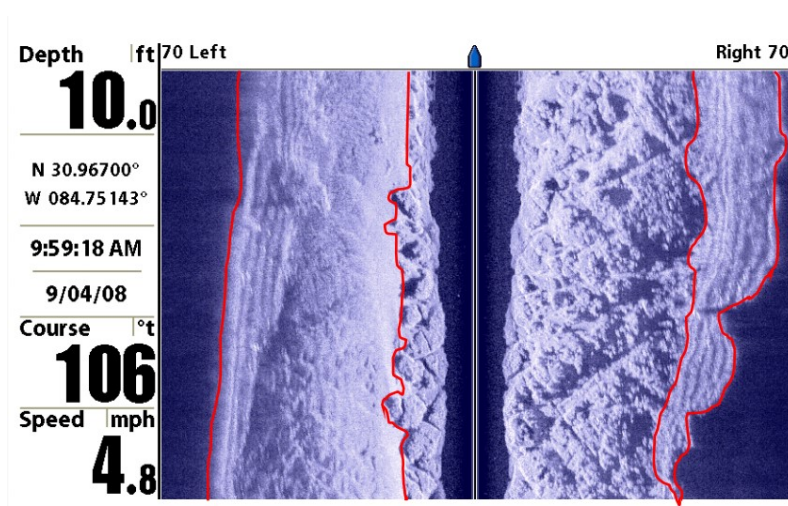 Depth ft
10.0
N 30.96700°
W 084.75143°
9:59:18 AM
9/04/08
Course °t
106
Speed mph
4.8
70 Left
Right 70